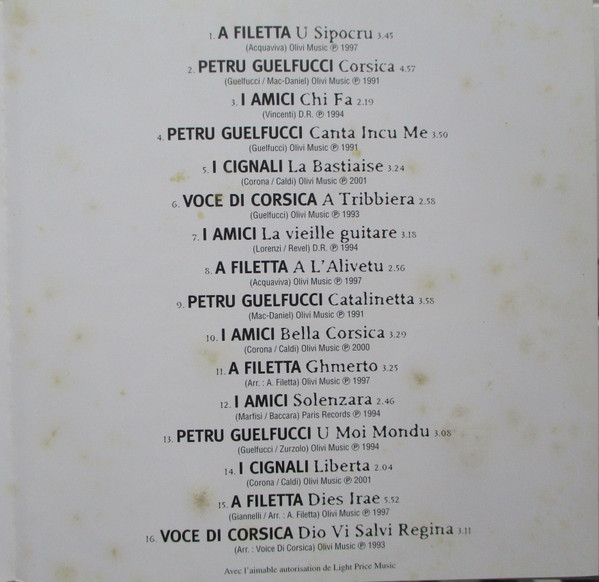 1. A FILETTA U Sipocru 3.45
(Acquaviva) Olivi Music ℗ 1997
2. PETRU GUELFUCCI Corsica 4.57
(Guelfucci / Mac-Daniel) Olivi Music ℗ 1991
3. I AMICI Chi Fa 2.19
(Vincenti) D.R. ℗ 1994
4. PETRU GUELFUCCI Canta Incu Me 3.50
(Guelfucci) Olivi Music ℗ 1991
5. I CIGNALI La Bastiaise 3.24
(Corona / Caldi) Olivi Music ℗ 2001
6. VOCE DI CORSICA A Tribbiera 2.58
(Guelfucci) Olivi Music ℗ 1993
7. I AMICI La vieille guitare 3.18
(Lorenzi / Revel) D.R. ℗ 1994
8. A FILETTA A L'Alivetu 2.56
(Acquaviva) Olivi Music ℗ 1997
9. PETRU GUELFUCCI Catalinetta 3.58
(Mac-Daniel) Olivi Music ℗ 1991
10. I AMICI Bella Corsica 3.29
(Corona / Caldi) Olivi Music ℗ 2000
11. A FILETTA Ghmerto 3.25
(Arr. : A. Filetta) Olivi Music ℗ 1997
12. I AMICI Solenzara 2.46
(Marfisi / Baccara) Paris Records ℗ 1994
13. PETRU GUELFUCCI U Moi Mondu 3.08
(Guelfucci / Zurzolo) Olivi Music ℗ 1994
14. I CIGNALI Liberta 2.04
(Corona / Caldi) Olivi Music ℗ 2001
15. A FILETTA Dies Irae 5.52
(Giannelli / Arr. : A. Filetta) Olivi Music ℗ 1997
16. VOCE DI CORSICA Dio Vi Salvi Regina 3.11
(Arr. : Voce Di Corsica) Olivi Music ℗ 1993
Avec l'aimable autorisation de Light Price Music